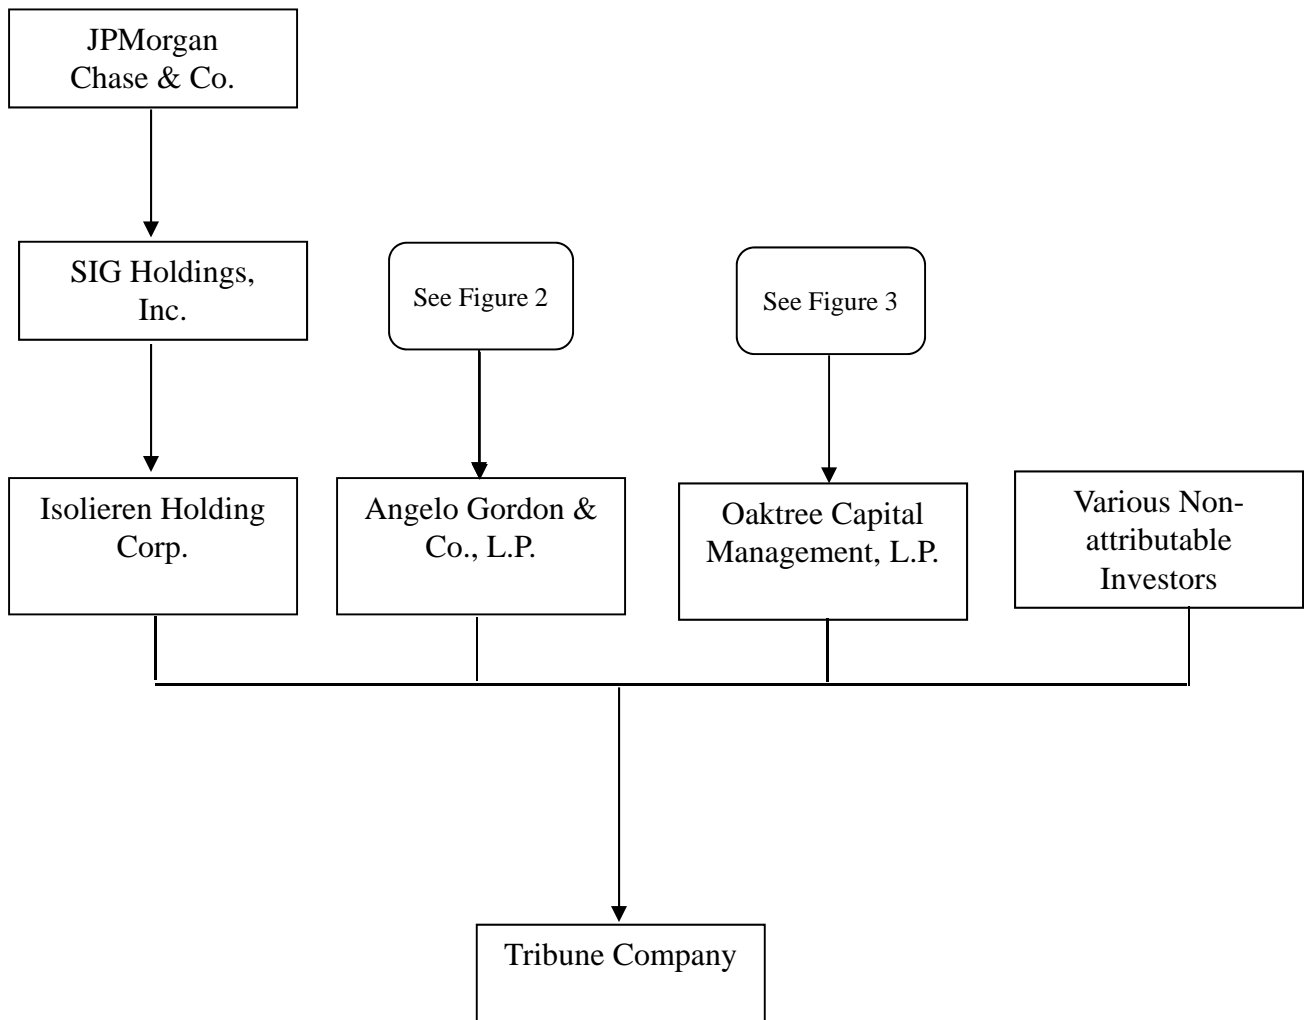 JPMorgan
Chase & Co.
SIG Holdings,
Inc.
See Figure 2
See Figure 3
Isolieren Holding
Corp.
Angelo Gordon &
Co., L.P.
Oaktree Capital
Management, L.P.
Various Non-
attributable
Investors
Tribune Company